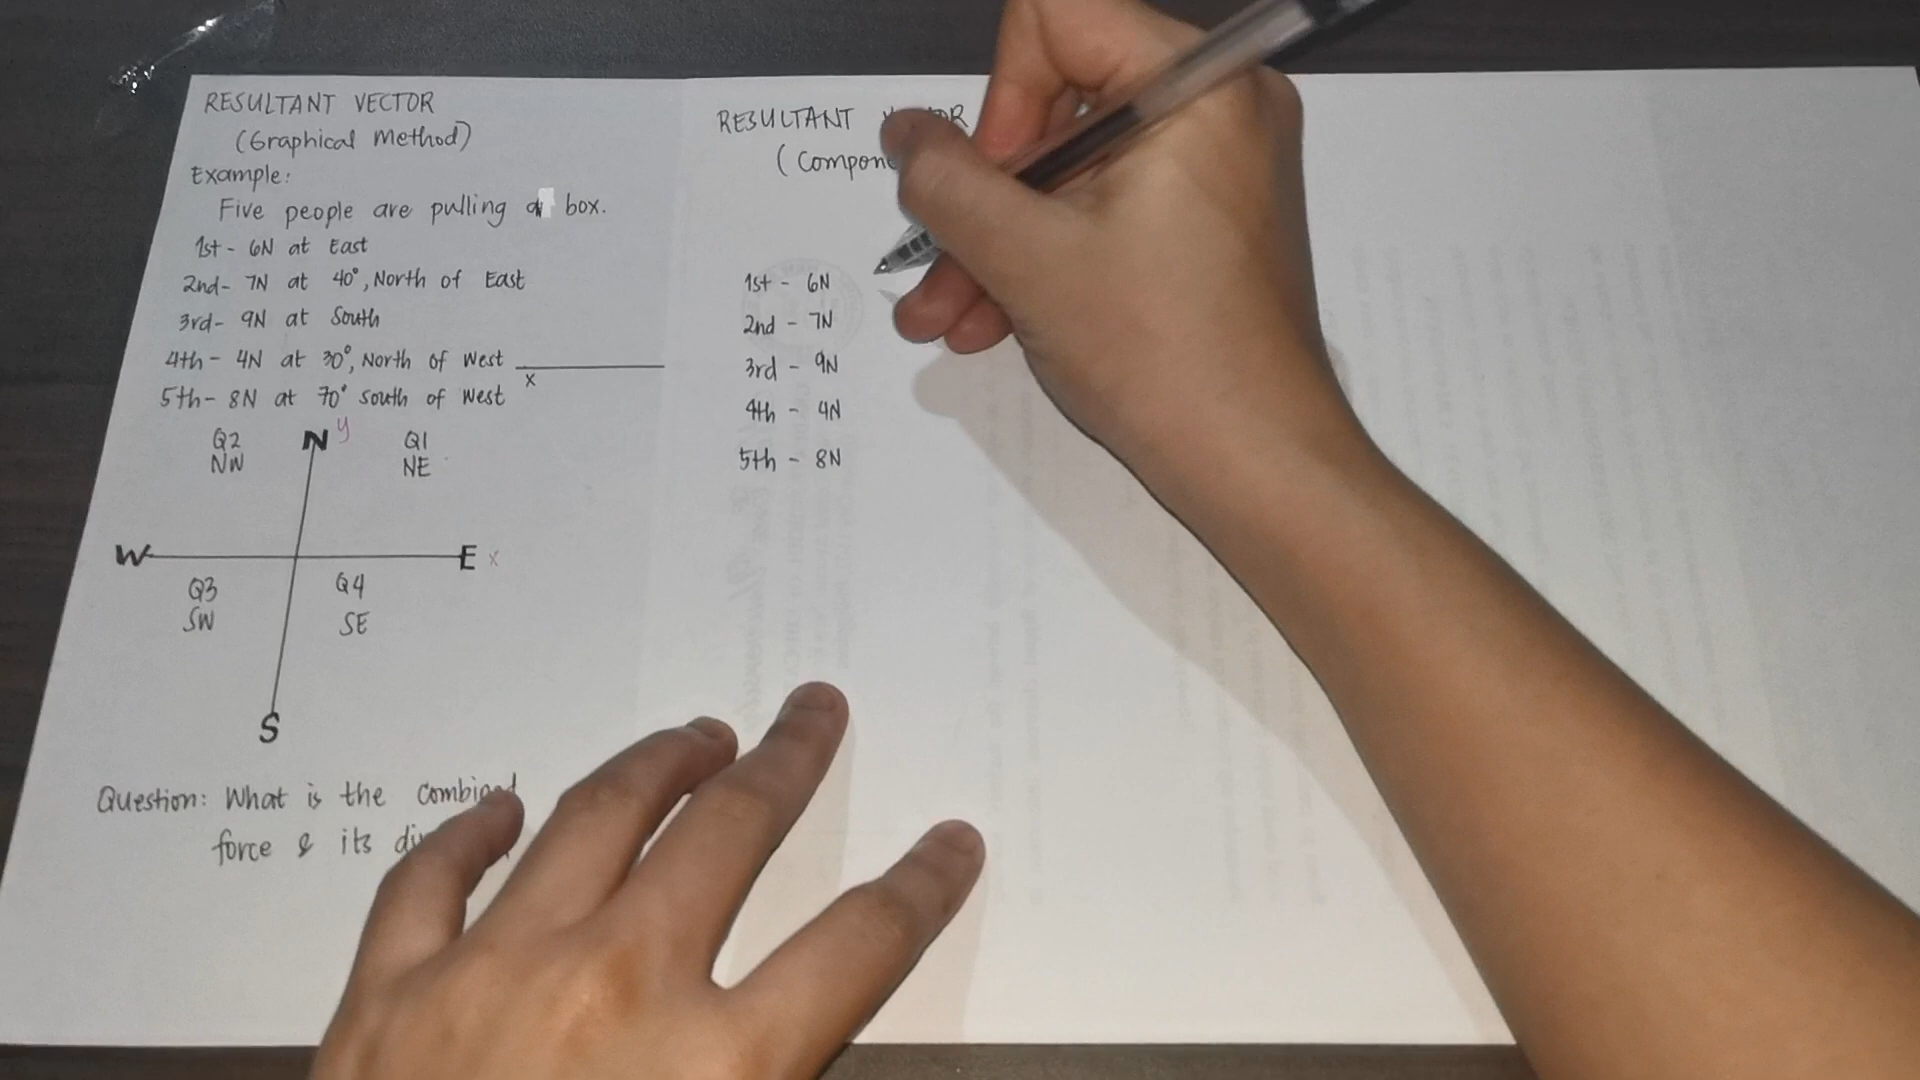 RESULTANT VECTOR
(Graphical Method)
Example:
Five people are pulling a box.
1st - 6N at East
2nd- 7N at 40°, North of East
3rd- 9N at South
4th - 4N at 30°, North of West
x
5th- 8N at 70° South of West
Q2
NW
N y
Q1
NE
W
E x
Q3
SW
Q4
SE
S
Question: What is the combined
force & its
RESULTANT
(Compone
1st - 6N
2nd - 7N
3rd - 9N
4th - 4N
5th - 8N